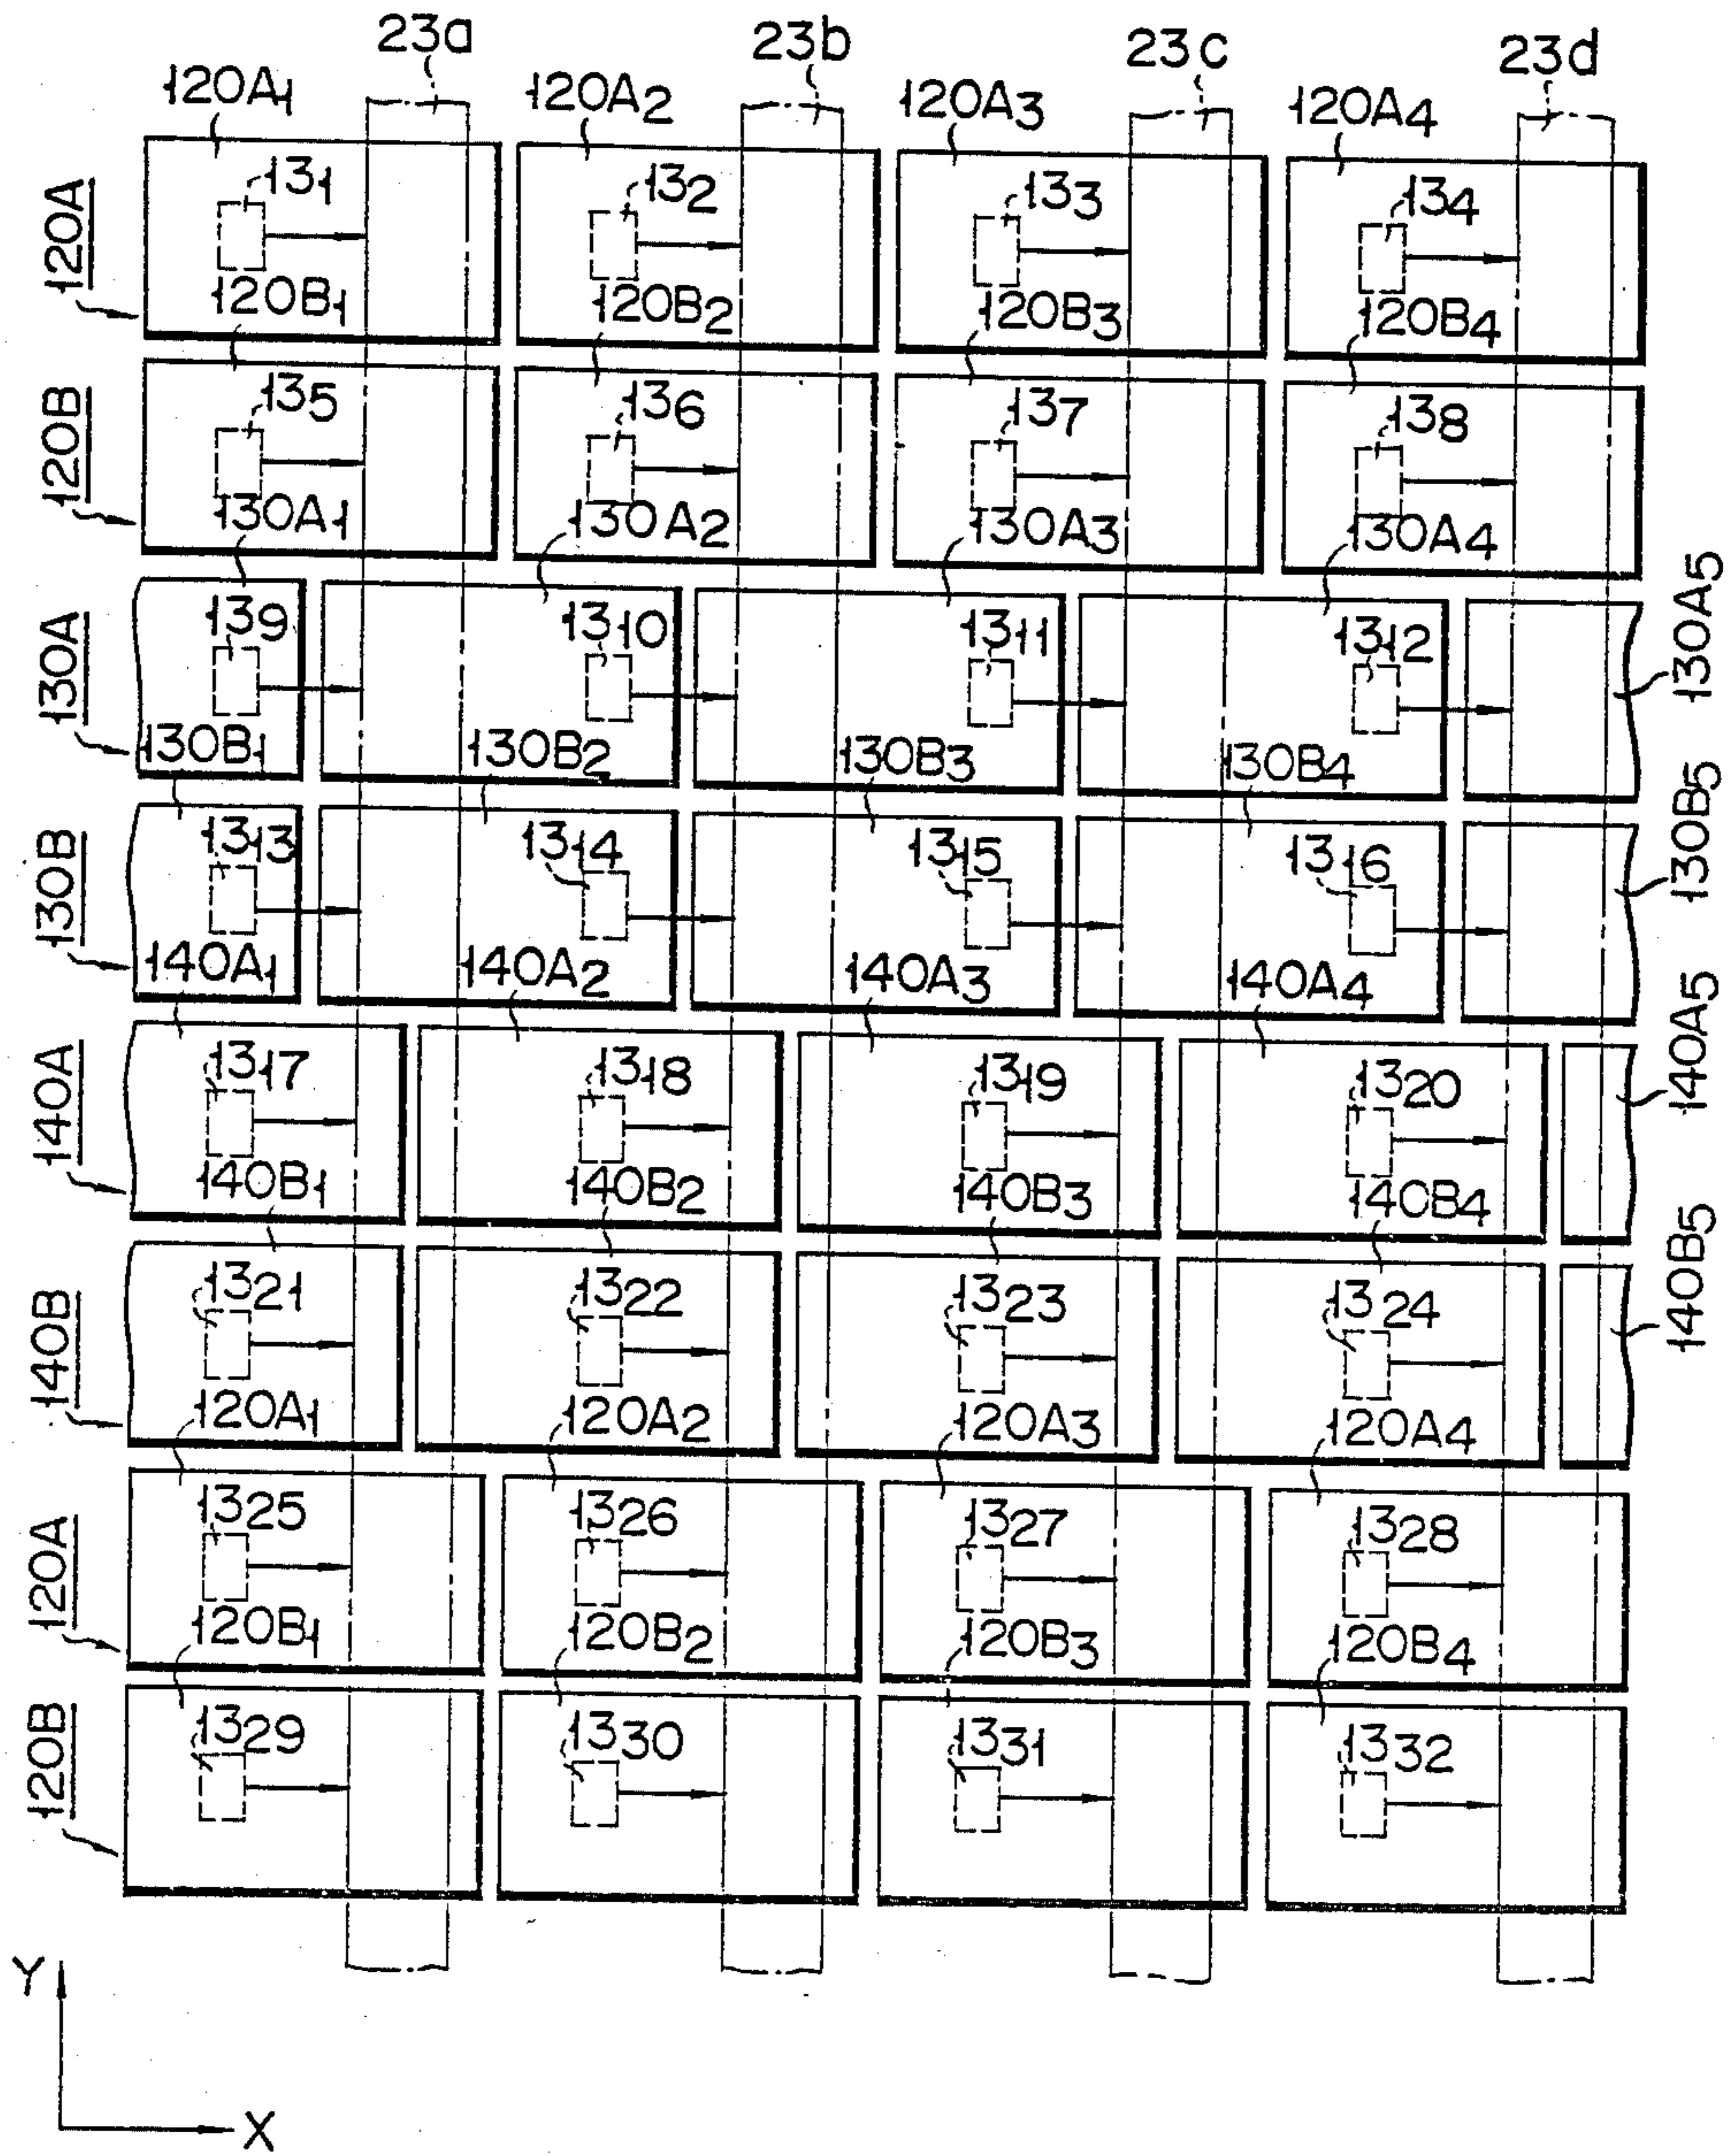 23a 23b 23c 23d
120A1 120A2 120A3 120A4
120A
131 132 133 134
120B1 120B2 120B3 120B4
120B
135 136 137 138
130A1 130A2 130A3 130A4
130A5
130A
139 1310 1311 1312
130B1 130B2 130B3 130B4
130B5
130B
1313 1314 1315 1316
140A1 140A2 140A3 140A4
140A5
140A
1317 1318 1319 1320
140B1 140B2 140B3 140B4
140B5
140B
1321 1322 1323 1324
120A1 120A2 120A3 120A4
120A
1325 1326 1327 1328
120B1 120B2 120B3 120B4
120B
1329 1330 1331 1332
Y
X